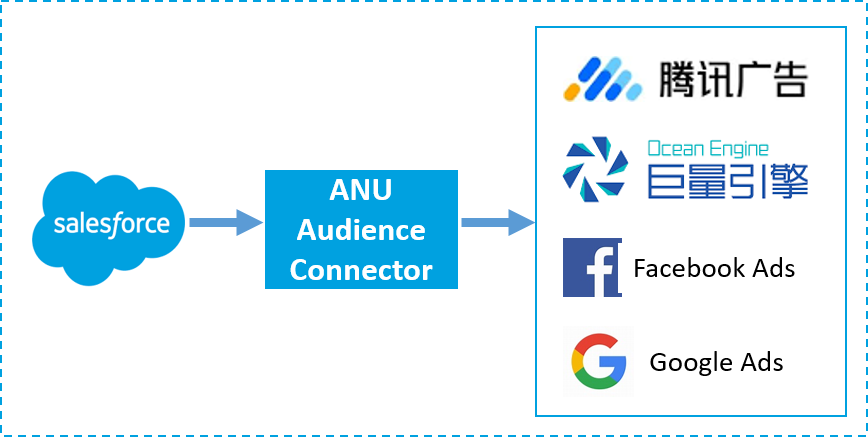 salesforce
ANU
Audience
Connector
腾讯广告
Ocean Engine
巨量引擎
Facebook Ads
Google Ads